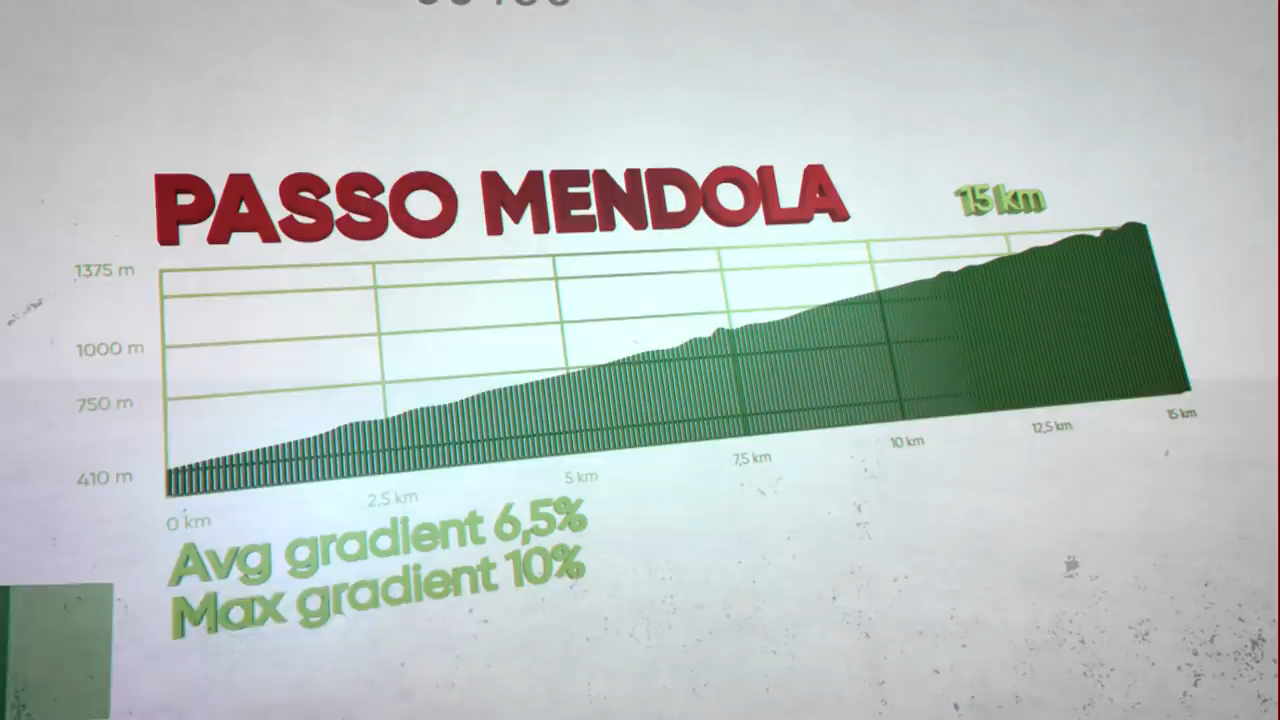 PASSO MENDOLA
15 km
1375 m
1000 m
750 m
410 m
0 km
2,5 km
5 km
7,5 km
10 km
12,5 km
15 km
Avg gradient 6,5%
Max gradient 10%